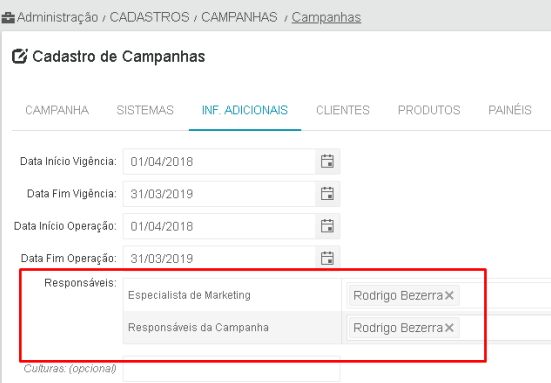 Administração / CADASTROS / CAMPANHAS / Campanhas
Cadastro de Campanhas
CAMPANHA SISTEMAS INF. ADICIONAIS CLIENTES PRODUTOS PAINÉIS
Data Início Vigência: 01/04/2018
Data Fim Vigência: 31/03/2019
Data Início Operação: 01/04/2018
Data Fim Operação: 31/03/2019
Responsáveis:
Especialista de Marketing Rodrigo Bezerra×
Responsáveis da Campanha Rodrigo Bezerra×
Culturas: (opcional)